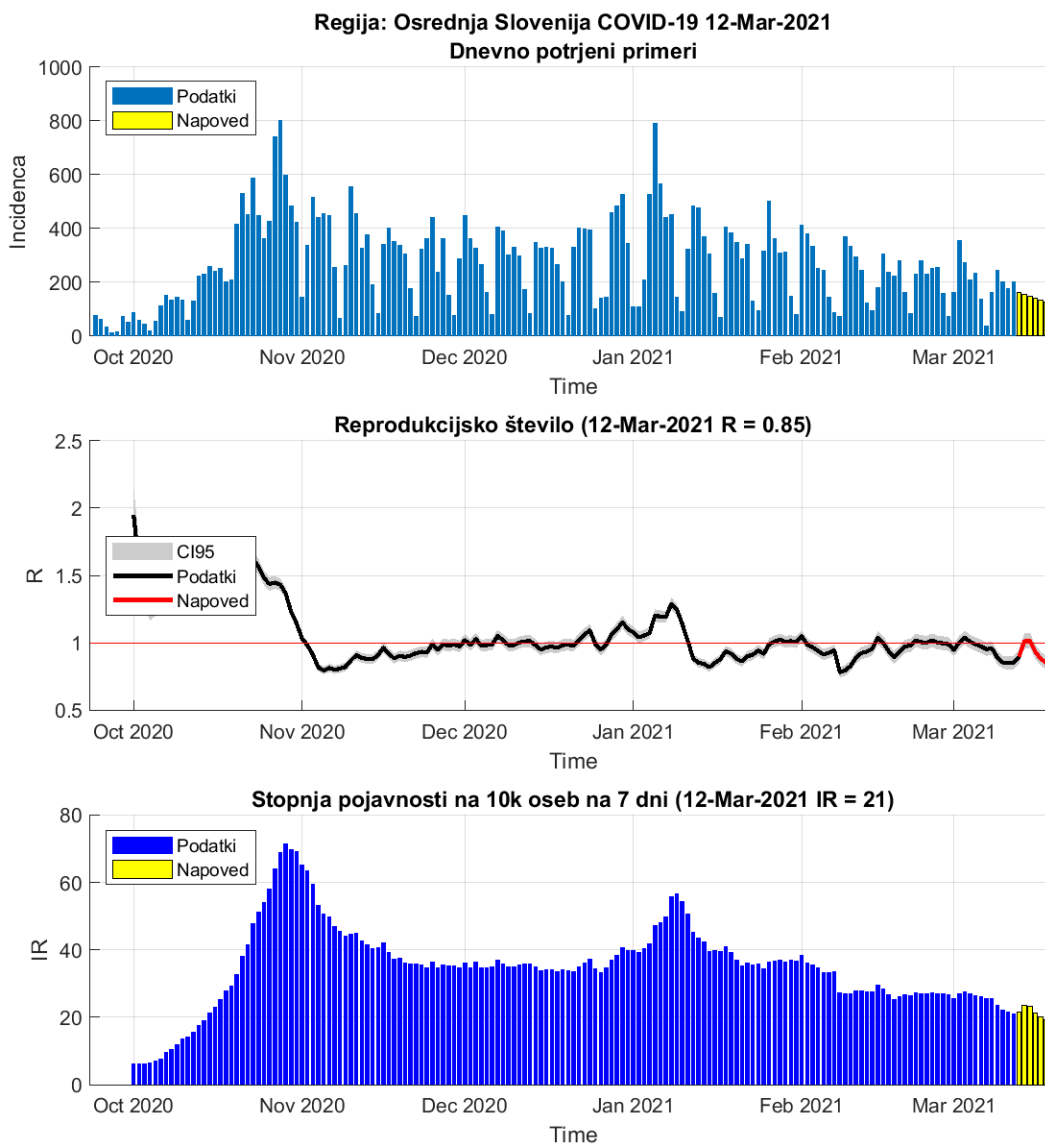 Regija: Osrednja Slovenija COVID-19 12-Mar-2021
Dnevno potrjeni primeri
1000
800
600
400
200
0
Incidenca
Podatki
Napoved
Oct 2020 Nov 2020 Dec 2020 Jan 2021 Feb 2021 Mar 2021
Time
Reprodukcijsko število (12-Mar-2021 R = 0.85)
2.5
2
1.5
1
0.5
R
CI95
Podatki
Napoved
Oct 2020 Nov 2020 Dec 2020 Jan 2021 Feb 2021 Mar 2021
Time
Stopnja pojavnosti na 10k oseb na 7 dni (12-Mar-2021 IR = 21)
80
60
40
20
0
IR
Podatki
Napoved
Oct 2020 Nov 2020 Dec 2020 Jan 2021 Feb 2021 Mar 2021
Time